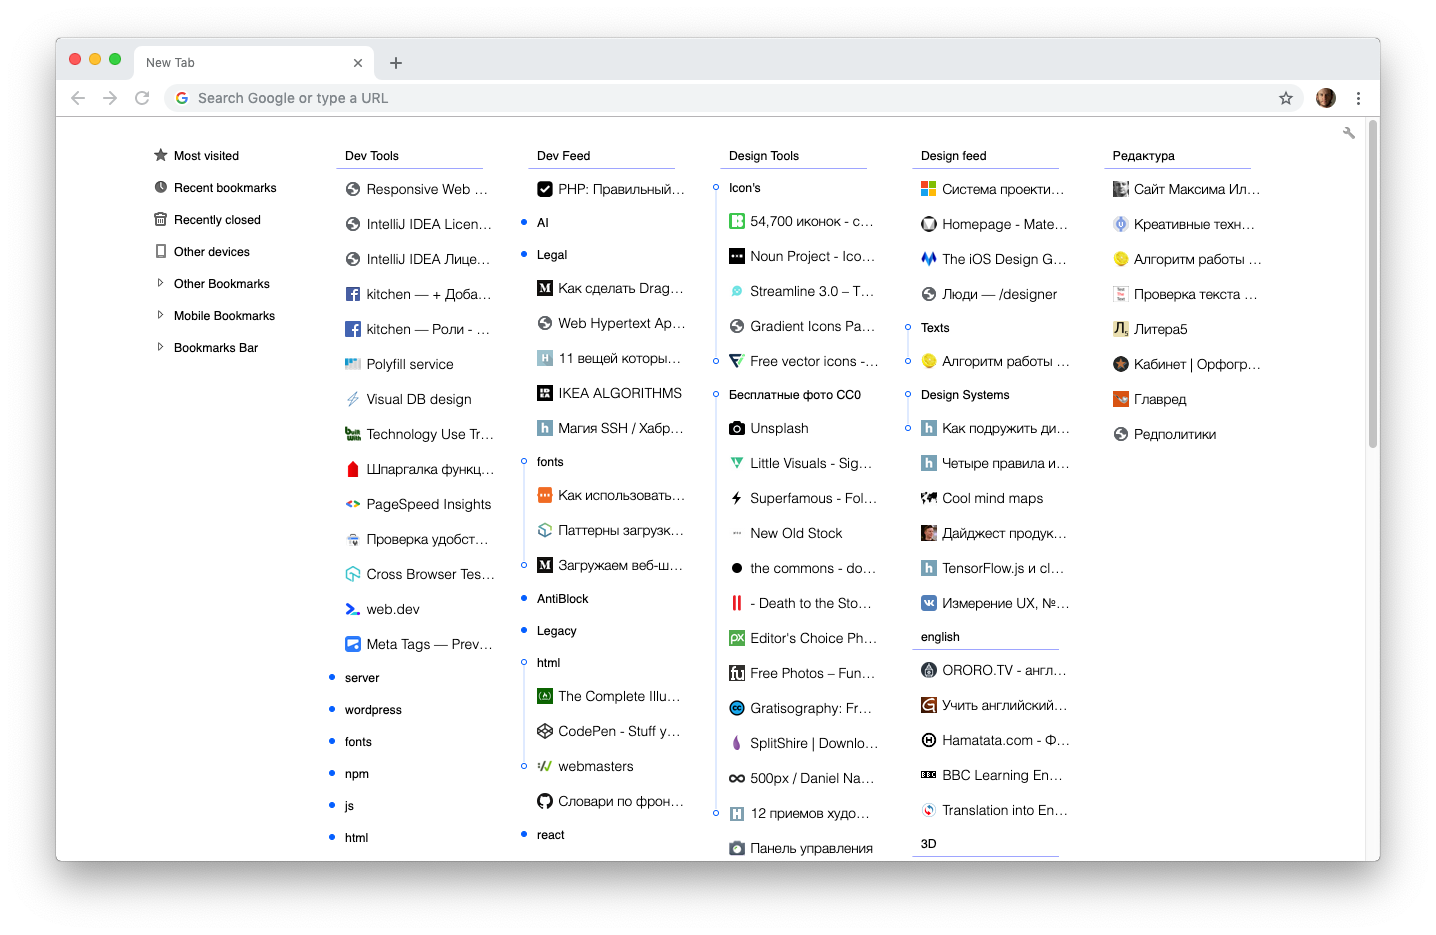 New Tab
Search Google or type a URL
Most visited
Recent bookmarks
Recently closed
Other devices
Other Bookmarks
Mobile Bookmarks
Bookmarks Bar
Dev Tools
Responsive Web ...
IntelliJ IDEA Licen...
IntelliJ IDEA Лице...
kitchen — + Доба...
kitchen — Роли - ...
Polyfill service
Visual DB design
Technology Use Tr...
Шпаргалка функц...
PageSpeed Insights
Проверка удобст...
Cross Browser Tes...
web.dev
Meta Tags — Prev...
server
wordpress
fonts
npm
js
html
Dev Feed
PHP: Правильный...
AI
Legal
Как сделать Drag...
Web Hypertext Ap...
11 вещей которы...
IKEA ALGORITHMS
Магия SSH / Хабр...
fonts
Как использовать...
Паттерны загрузк...
Загружаем веб-ш...
AntiBlock
Legacy
html
The Complete Illu...
CodePen - Stuff y...
webmasters
Словари по фрон...
react
Design Tools
Icon's
54,700 иконок - с...
Noun Project - Ico...
Streamline 3.0 – T...
Gradient Icons Pa...
Free vector icons -...
Бесплатные фото CC0
Unsplash
Little Visuals - Sig...
Superfamous - Fol...
New Old Stock
the commons - do...
- Death to the Sto...
Editor's Choice Ph...
Free Photos – Fun...
Gratisography: Fr...
SplitShire | Downlo...
500px / Daniel Na...
12 приемов худо...
Панель управления
Design feed
Система проекти...
Homepage - Mate...
The iOS Design G...
Люди — /designer
Texts
Алгоритм работы ...
Design Systems
Как подружить ди...
Четыре правила и...
Cool mind maps
Дайджест продук...
TensorFlow.js и cl...
Измерение UX, №...
english
ORORO.TV - англ...
Учить английский...
Hamatata.com - Ф...
BBC Learning En...
Translation into En...
3D
Редактура
Сайт Максима Ил...
Креативные техн...
Алгоритм работы ...
Проверка текста ...
Литера5
Кабинет | Орфогр...
Главред
Редполитики